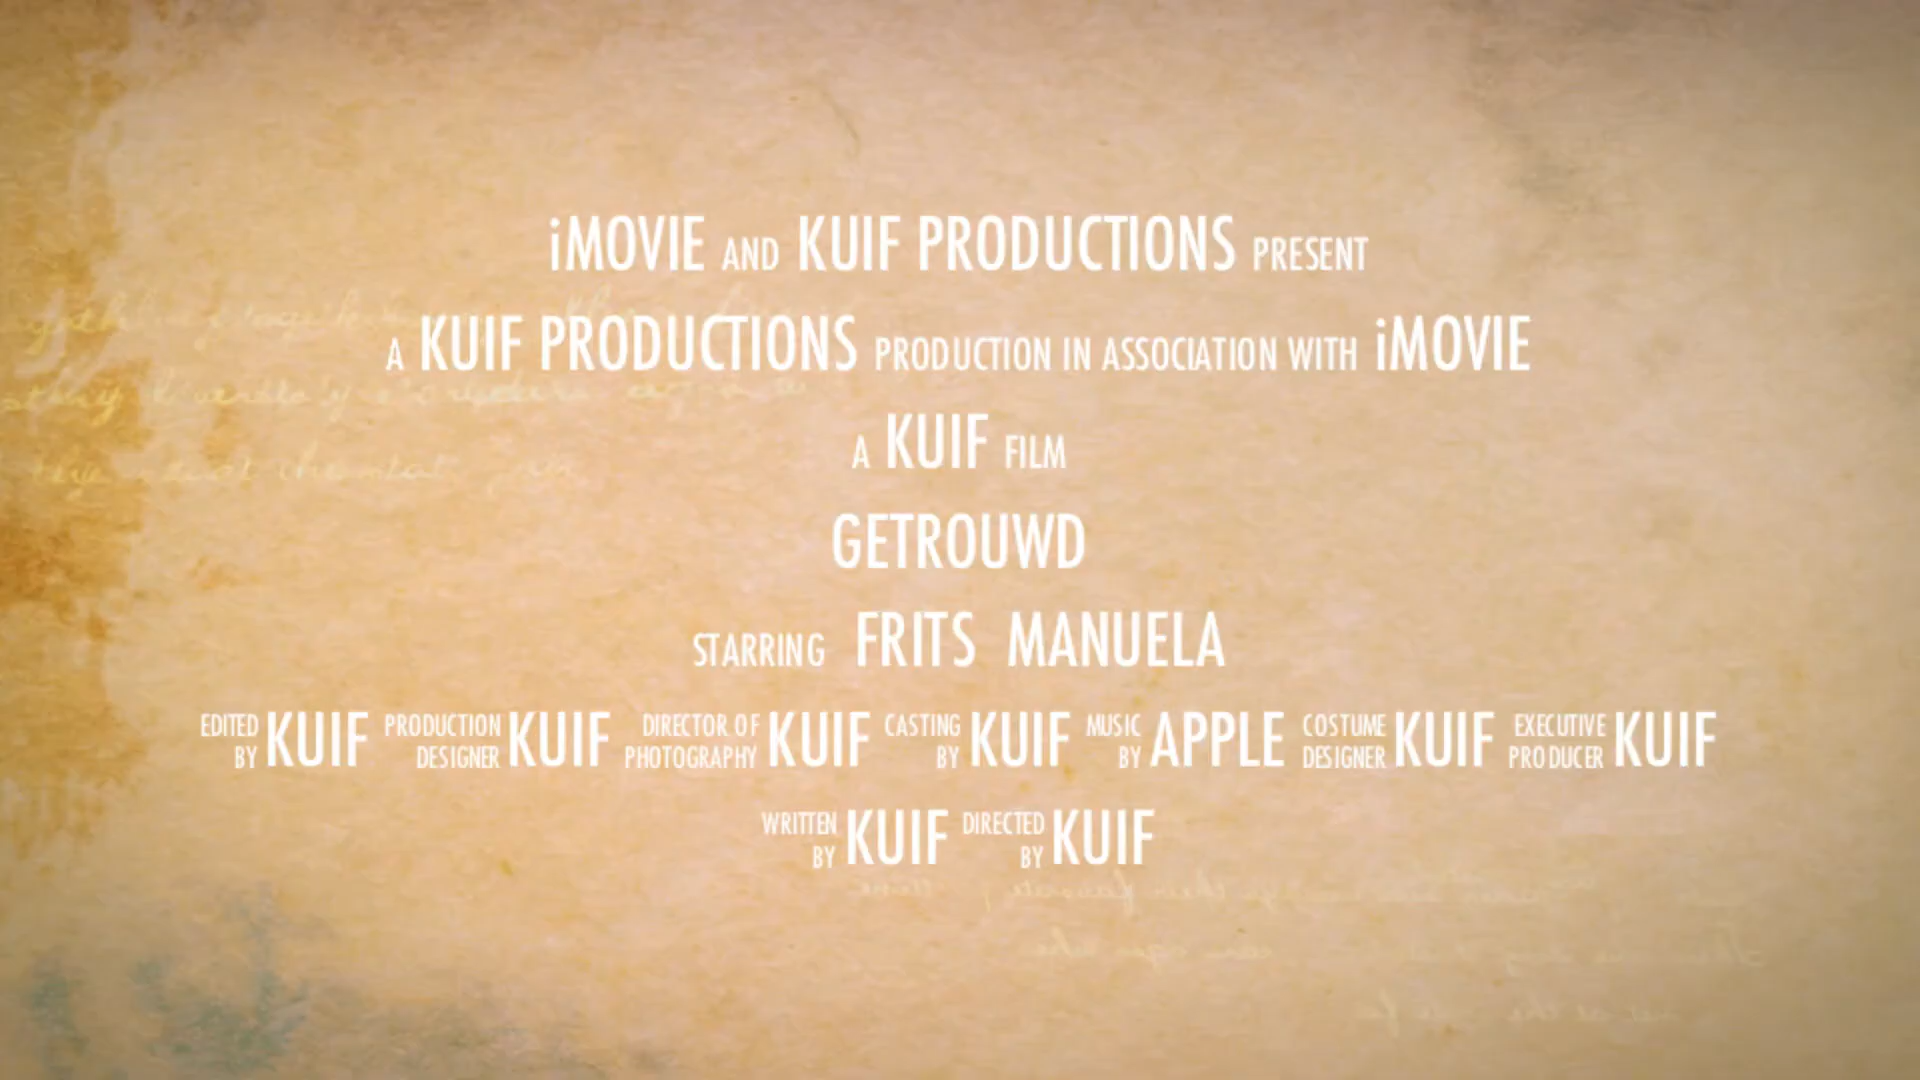 iMOVIE AND KUIF PRODUCTIONS PRESENT
A KUIF PRODUCTIONS PRODUCTION IN ASSOCIATION WITH iMOVIE
A KUIF FILM
GETROUWD
STARRING FRITS MANUELA
EDITED BY KUIF PRODUCTION DESIGNER KUIF DIRECTOR OF PHOTOGRAPHY KUIF CASTING BY KUIF MUSIC BY APPLE COSTUME DESIGNER KUIF EXECUTIVE PRODUCER KUIF
WRITTEN BY KUIF DIRECTED BY KUIF